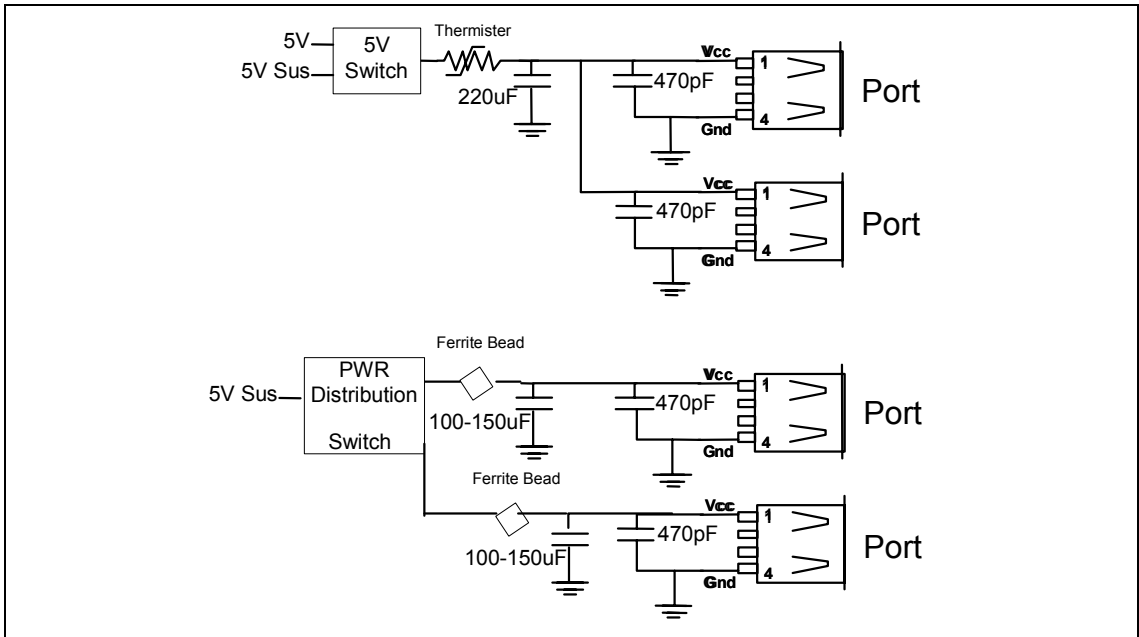 Thermister
5V
5V Sus
5V
Switch
220uF
470pF
Vcc
1
4
Gnd
Port
470pF
Vcc
1
4
Gnd
Port
Ferrite Bead
5V Sus
PWR
Distribution
Switch
100-150uF
470pF
Vcc
1
4
Gnd
Port
Ferrite Bead
100-150uF
470pF
Vcc
1
4
Gnd
Port